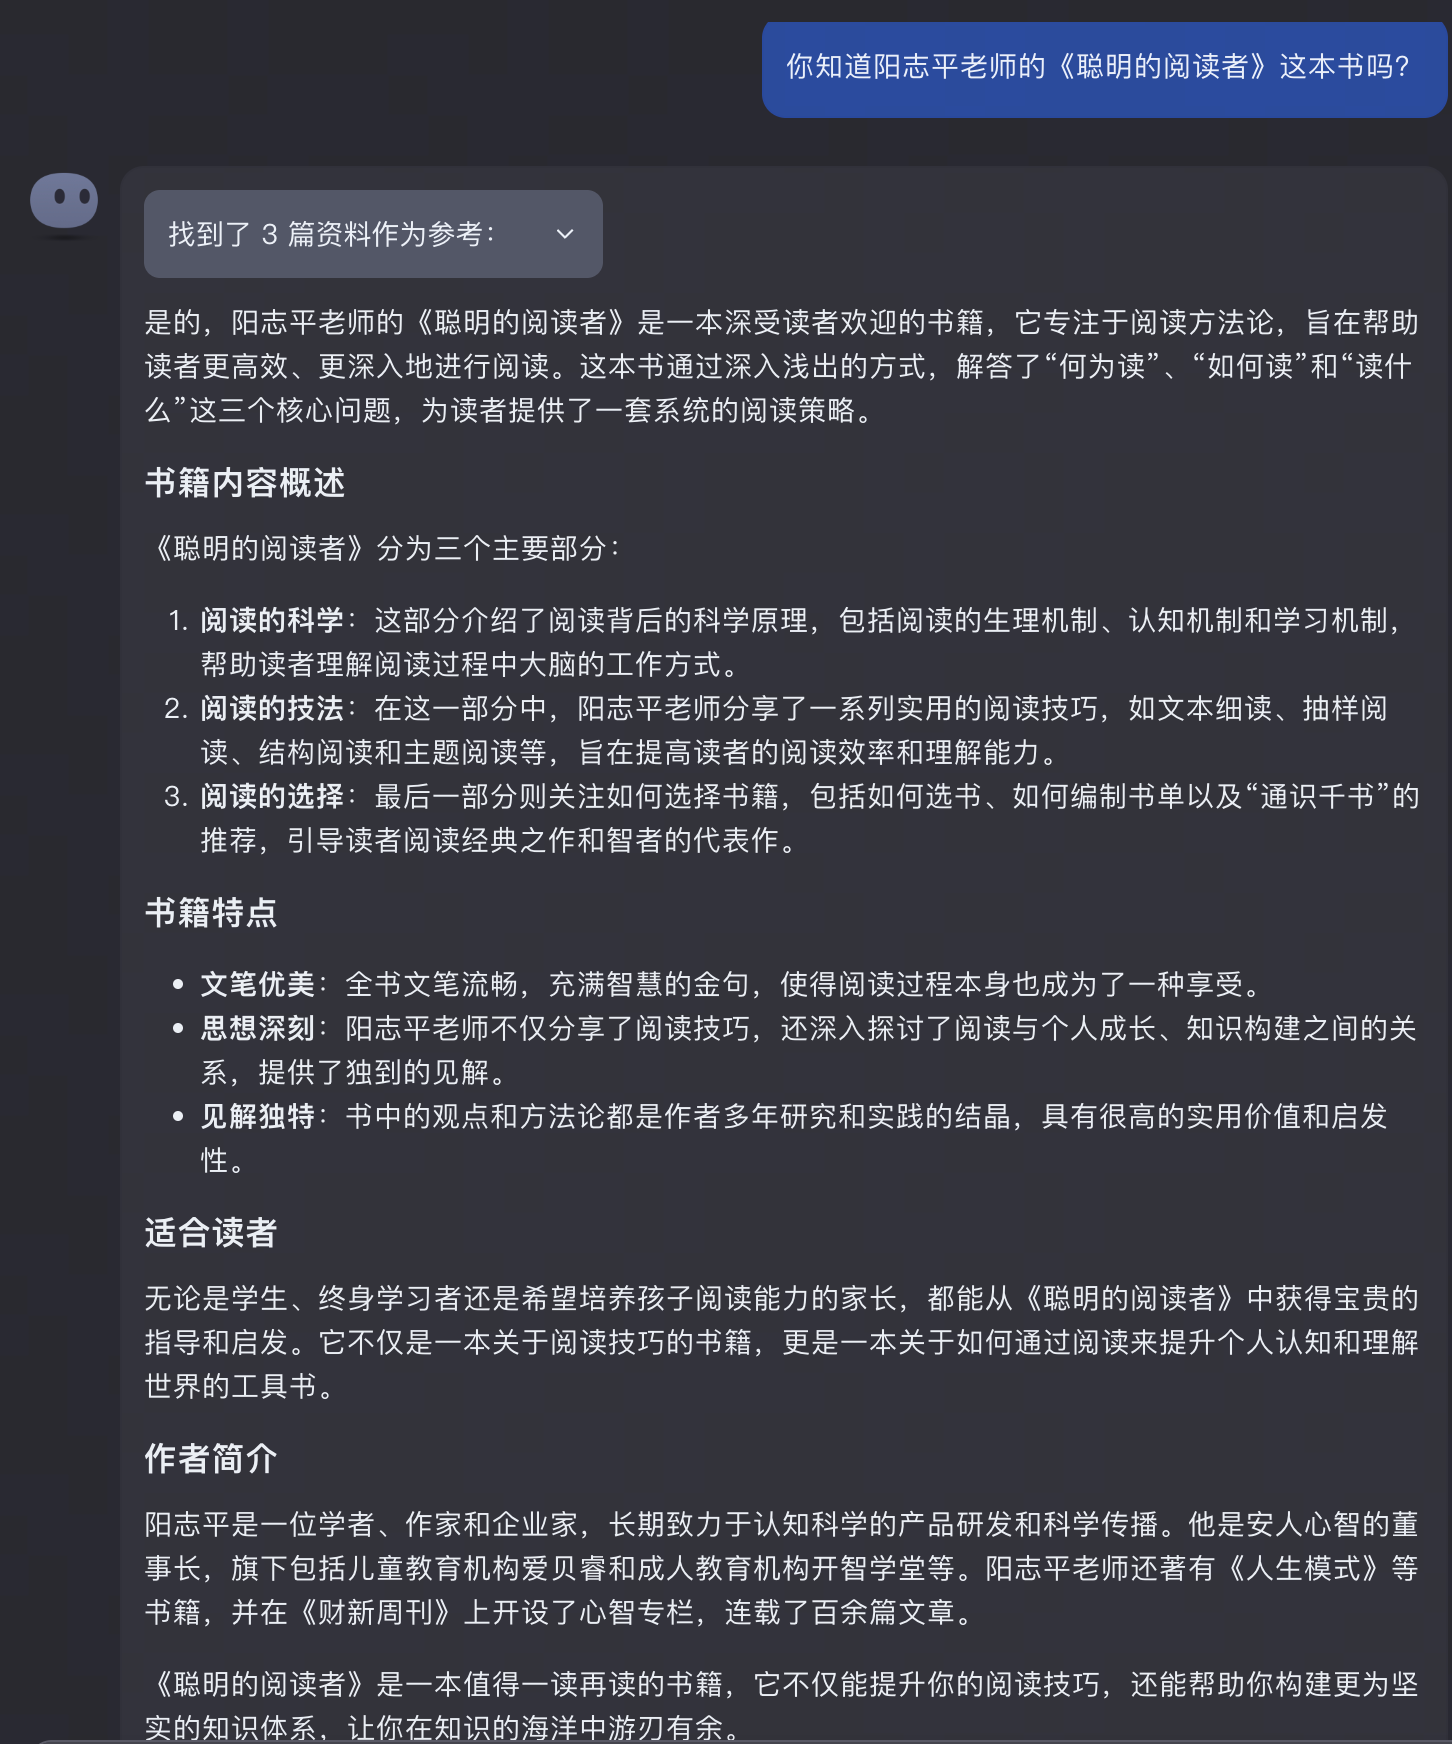 你知道阳志平老师的《聪明的阅读者》这本书吗？
找到了 3 篇资料作为参考：
是的，阳志平老师的《聪明的阅读者》是一本深受读者欢迎的书籍，它专注于阅读方法论，旨在帮助
读者更高效、更深入地进行阅读。这本书通过深入浅出的方式，解答了“何为读”、“如何读”和“读什
么”这三个核心问题，为读者提供了一套系统的阅读策略。
书籍内容概述
《聪明的阅读者》分为三个主要部分：
1. 阅读的科学：这部分介绍了阅读背后的科学原理，包括阅读的生理机制、认知机制和学习机制，
帮助读者理解阅读过程中大脑的工作方式。
2. 阅读的技法：在这一部分中，阳志平老师分享了一系列实用的阅读技巧，如文本细读、抽样阅
读、结构阅读和主题阅读等，旨在提高读者的阅读效率和理解能力。
3. 阅读的选择：最后一部分则关注如何选择书籍，包括如何选书、如何编制书单以及“通识千书”的
推荐，引导读者阅读经典之作和智者的代表作。
书籍特点
• 文笔优美：全书文笔流畅，充满智慧的金句，使得阅读过程本身也成为了一种享受。
• 思想深刻：阳志平老师不仅分享了阅读技巧，还深入探讨了阅读与个人成长、知识构建之间的关
系，提供了独到的见解。
• 见解独特：书中的观点和方法论都是作者多年研究和实践的结晶，具有很高的实用价值和启发
性。
适合读者
无论是学生、终身学习者还是希望培养孩子阅读能力的家长，都能从《聪明的阅读者》中获得宝贵的
指导和启发。它不仅是一本关于阅读技巧的书籍，更是一本关于如何通过阅读来提升个人认知和理解
世界的工具书。
作者简介
阳志平是一位学者、作家和企业家，长期致力于认知科学的产品研发和科学传播。他是安人心智的董
事长，旗下包括儿童教育机构爱贝睿和成人教育机构开智学堂等。阳志平老师还著有《人生模式》等
书籍，并在《财新周刊》上开设了心智专栏，连载了百余篇文章。
《聪明的阅读者》是一本值得一读再读的书籍，它不仅能提升你的阅读技巧，还能帮助你构建更为坚
实的知识体系，让你在知识的海洋中游刃有余。